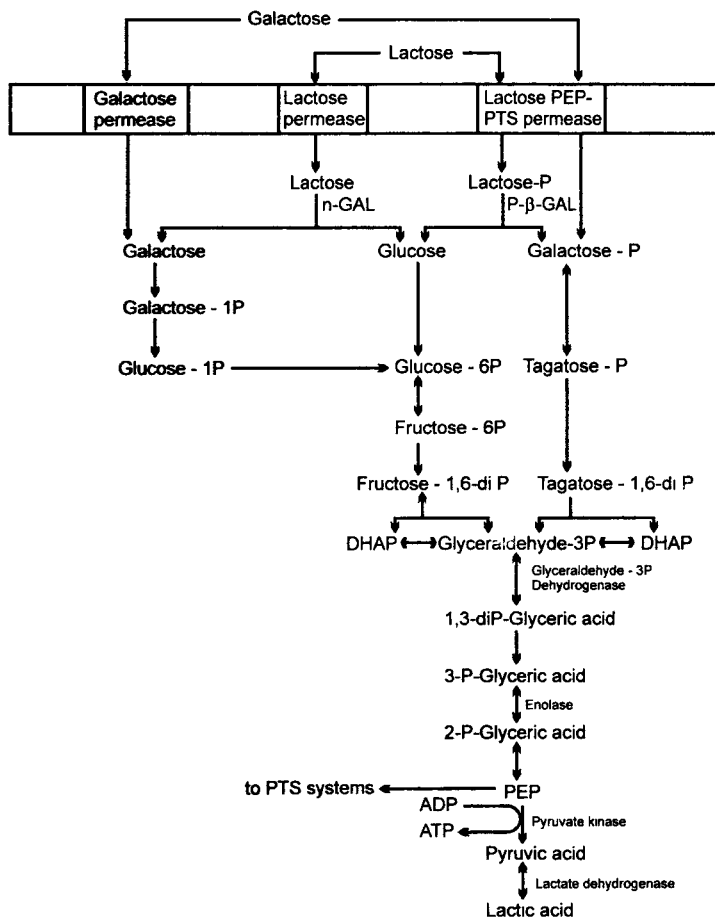 Galactose
Lactose
Galactose permease
Lactose permease
Lactose PEP-
PTS permease
Lactose
n-GAL
Lactose-P
P-β-GAL
Galactose
Glucose
Galactose - P
Galactose - 1P
Glucose - 1P
Glucose - 6P
Tagatose - P
Fructose - 6P
Fructose - 1,6-di P
Tagatose - 1,6-di P
DHAP
Glyceraldehyde-3P
DHAP
Glyceraldehyde - 3P
Dehydrogenase
1,3-diP-Glyceric acid
3-P-Glyceric acid
Enolase
2-P-Glyceric acid
to PTS systems
PEP
ADP
ATP
Pyruvate kinase
Pyruvic acid
Lactate dehydrogenase
Lactic acid